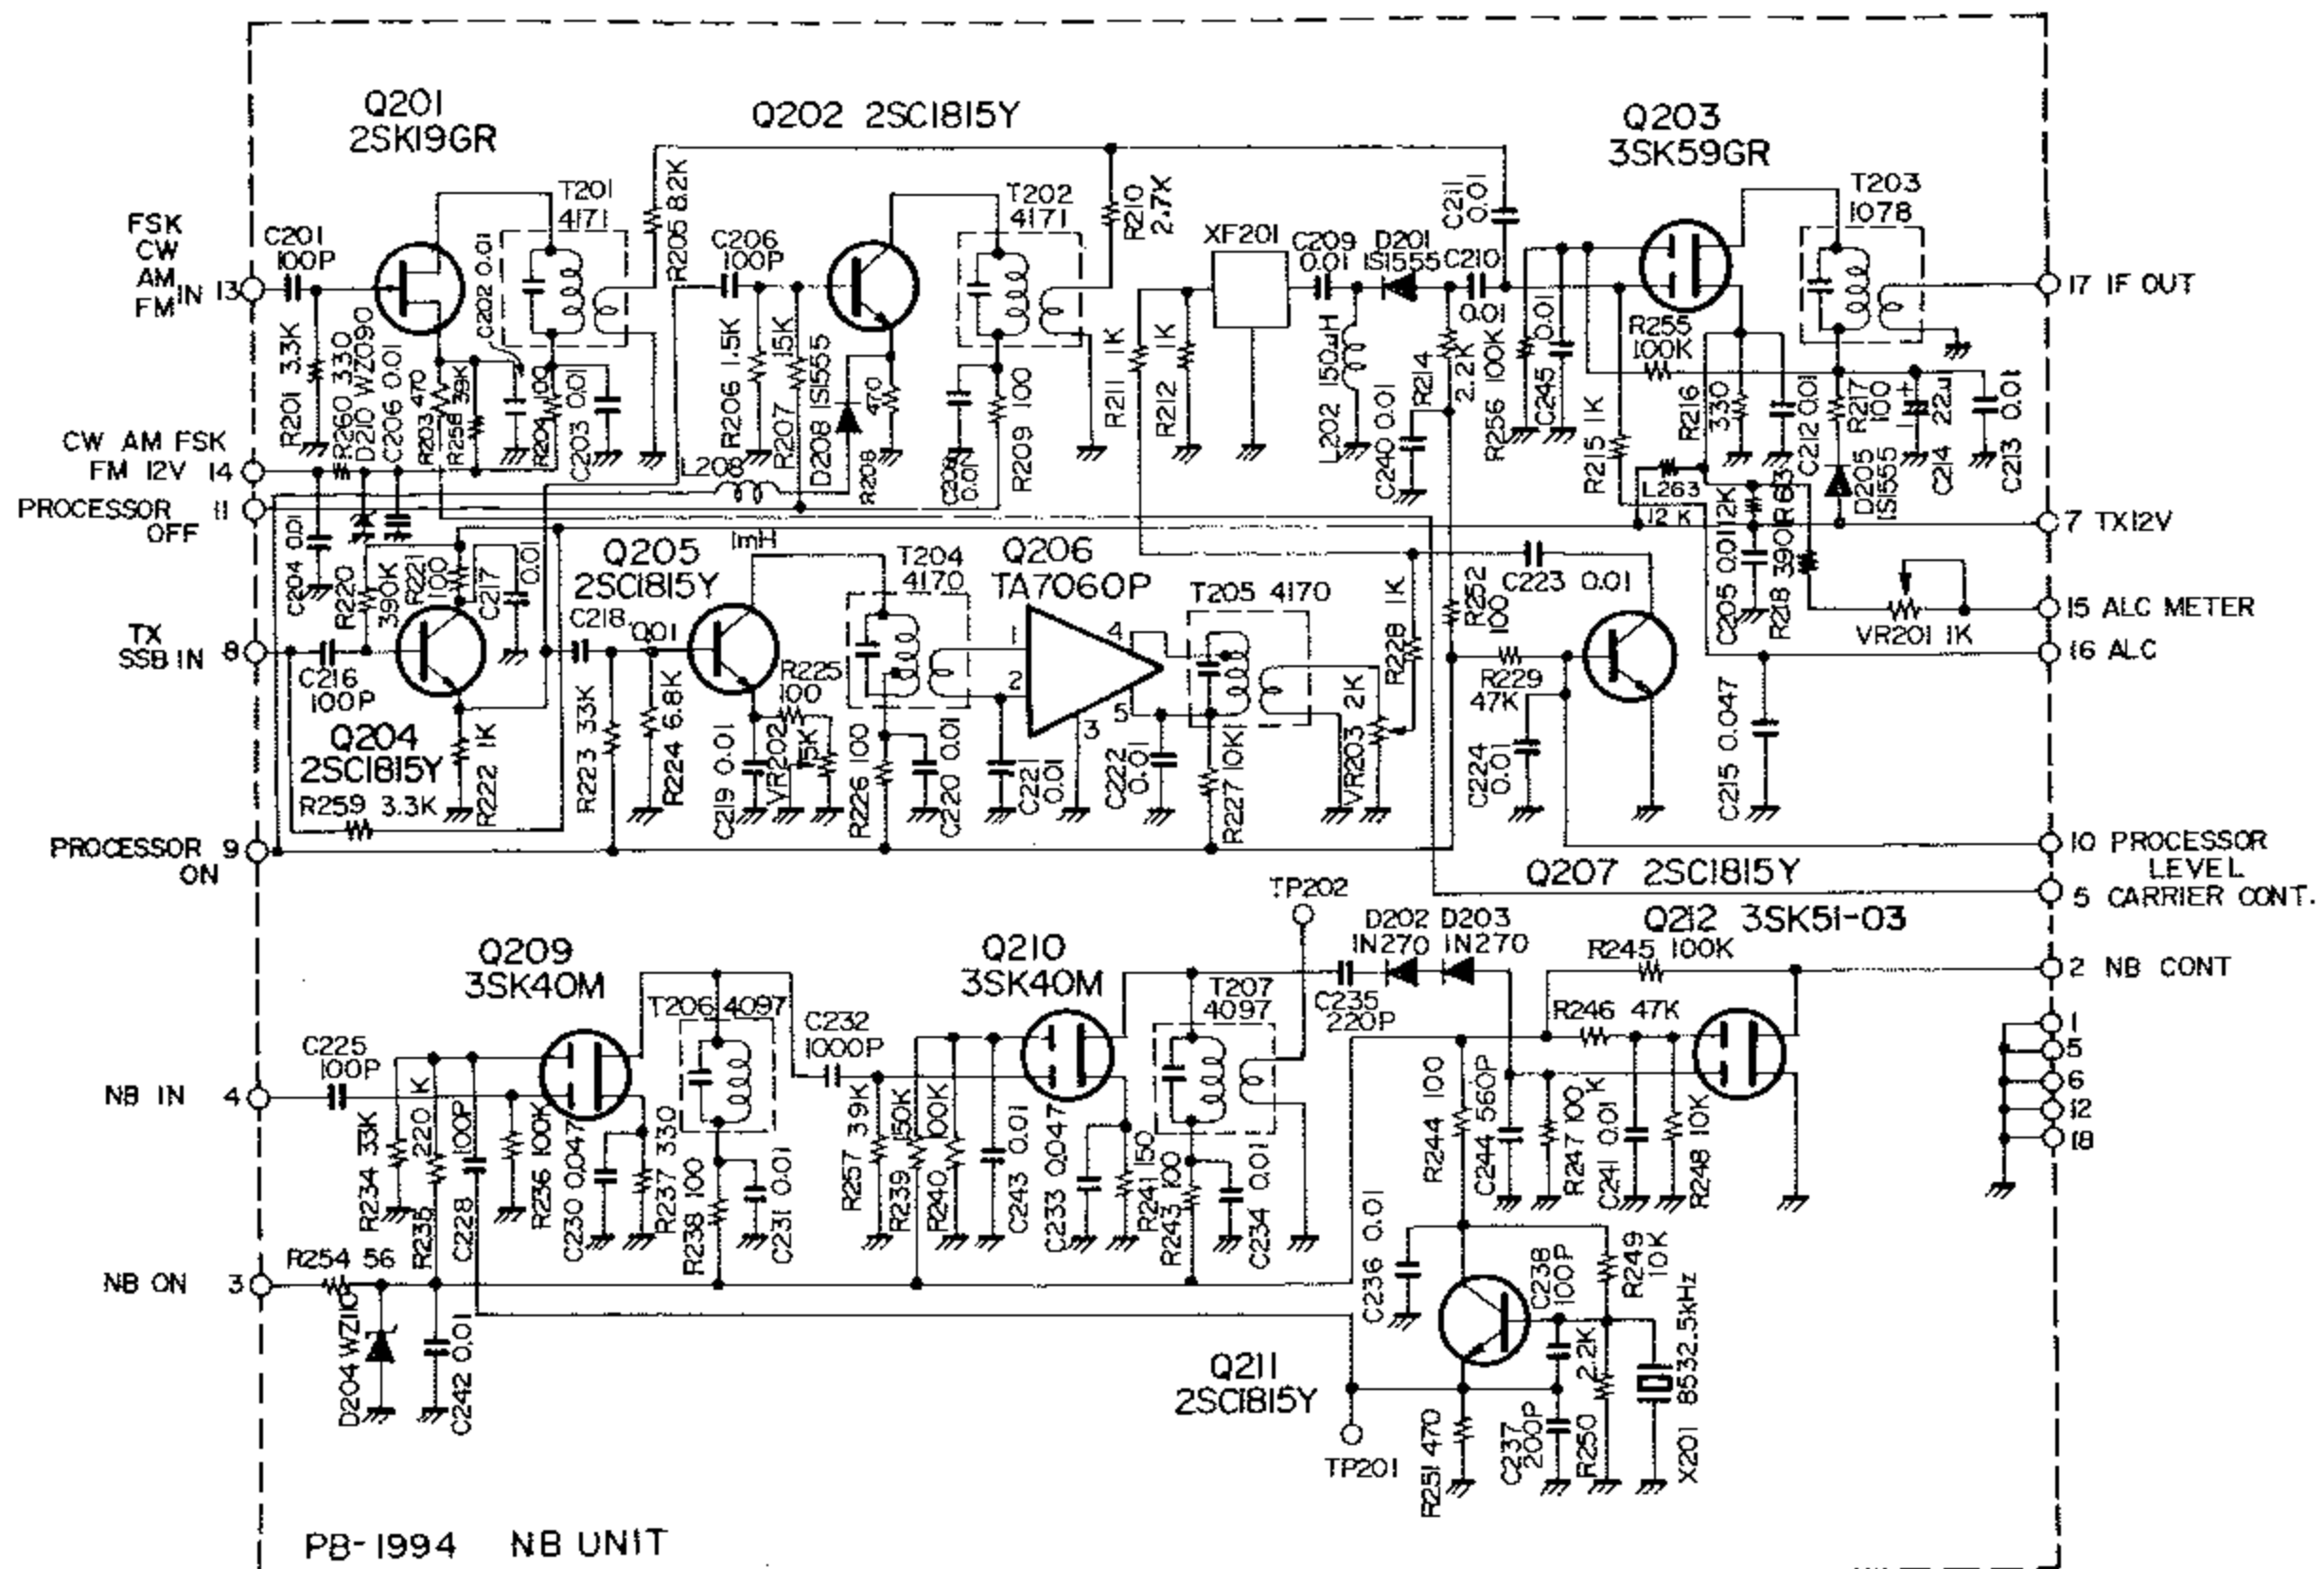 Q201
2SK19GR
Q202 2SC1815Y
Q203
3SK59GR
T201
4171
T202
4171
T203
1078
FSK
CW
AM
FM IN 13
C201
100P
C202 0.01
R205 8.2K
C206
100P
R210
2.7K
XF201
C209
0.01
D201
1S1555
C211
0.01
C210
0.01
17 IF OUT
R201 3.3K
R260 330
D210 WZ090
C206 0.01
R203 470
R258 39K
R204 100
C203 0.01
R206 1.5K
R207 15K
D208 1S1555
R208 470
0.01
R209 100
R211 1K
R212 1K
L202 150μH
C240 0.01
R214
2.2K
R256 100K
C245 0.01
R255
100K
R215 1K
R216
330
C212 0.01
R217
100
D205
1S1555
C214 22μ
C213 0.01
CW AM FSK
FM 12V 14
PROCESSOR 11
OFF
L208
1mH
L263
12K
12K
C205 0.01
R218 390
R63
7 TX12V
C204 0.01
R220
390K
R221
100
C217
0.01
Q205
2SC1815Y
T204
4170
Q206
TA7060P
T205 4170
R228 1K
R252
100
C223 0.01
15 ALC METER
VR201 1K
16 ALC
TX
SSB IN 8
C216
100P
C218
.001
Q204
2SC1815Y
R222 1K
R223 33K
R224 6.8K
R225
100
C219 0.01
VR202
5K
R226 100
C220 0.01
1
2
3
4
5
C221
0.01
C222
0.01
R227 10K
VR203 2K
R229
47K
C224
0.01
C215 0.047
R259 3.3K
PROCESSOR 9
ON
10 PROCESSOR
LEVEL
Q207 2SC1815Y
5 CARRIER CONT.
TP202
Q209
3SK40M
Q210
3SK40M
D202 D203
1N270 1N270
Q212 3SK51-03
R245 100K
2 NB CONT
T206 4097
T207
4097
C225
100P
C232
1000P
C235
220P
R246 47K
NB IN 4
R234 33K
R235 220K
C228 100P
R236 100K
C230 0.047
R237 330
R238 100
C231 0.01
R257 39K
R239 150K
R240 100K
C243 0.01
C233 0.047
R241 150
R243 100
C234 0.01
R244 100
C244 560P
R247 100K
C241 0.01
R248 10K
1
5
6
12
18
NB ON 3
R254 56
D204 WZ110
C242 0.01
C236 0.01
C238
100P
R249
10K
Q211
2SC1815Y
TP201
R251 470
C237
200P
R250 2.2K
X201 8532.5kHz
PB-1994 NB UNIT